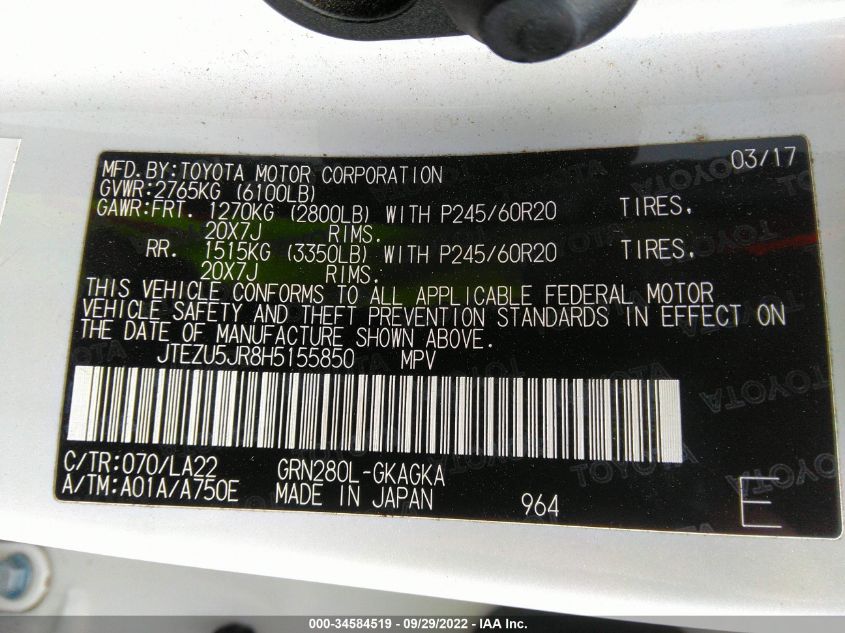 MFD.BY:TOYOTA MOTOR CORPORATION 03/17
GVWR:2765KG (6100LB)
GAWR:FRT. 1270KG (2800LB) WITH P245/60R20 TIRES,
20X7J RIMS.
RR. 1515KG (3350LB) WITH P245/60R20 TIRES,
20X7J RIMS.
THIS VEHICLE CONFORMS TO ALL APPLICABLE FEDERAL MOTOR
VEHICLE SAFETY AND THEFT PREVENTION STANDARDS IN EFFECT ON
THE DATE OF MANUFACTURE SHOWN ABOVE.
JTEZU5JR8H5155850 MPV
C/TR:070/LA22 GRN280L-GKAGKA
A/TM:A01A/A750E MADE IN JAPAN 964 E
TOYOTA
000-34584519 - 09/29/2022 - IAA Inc.